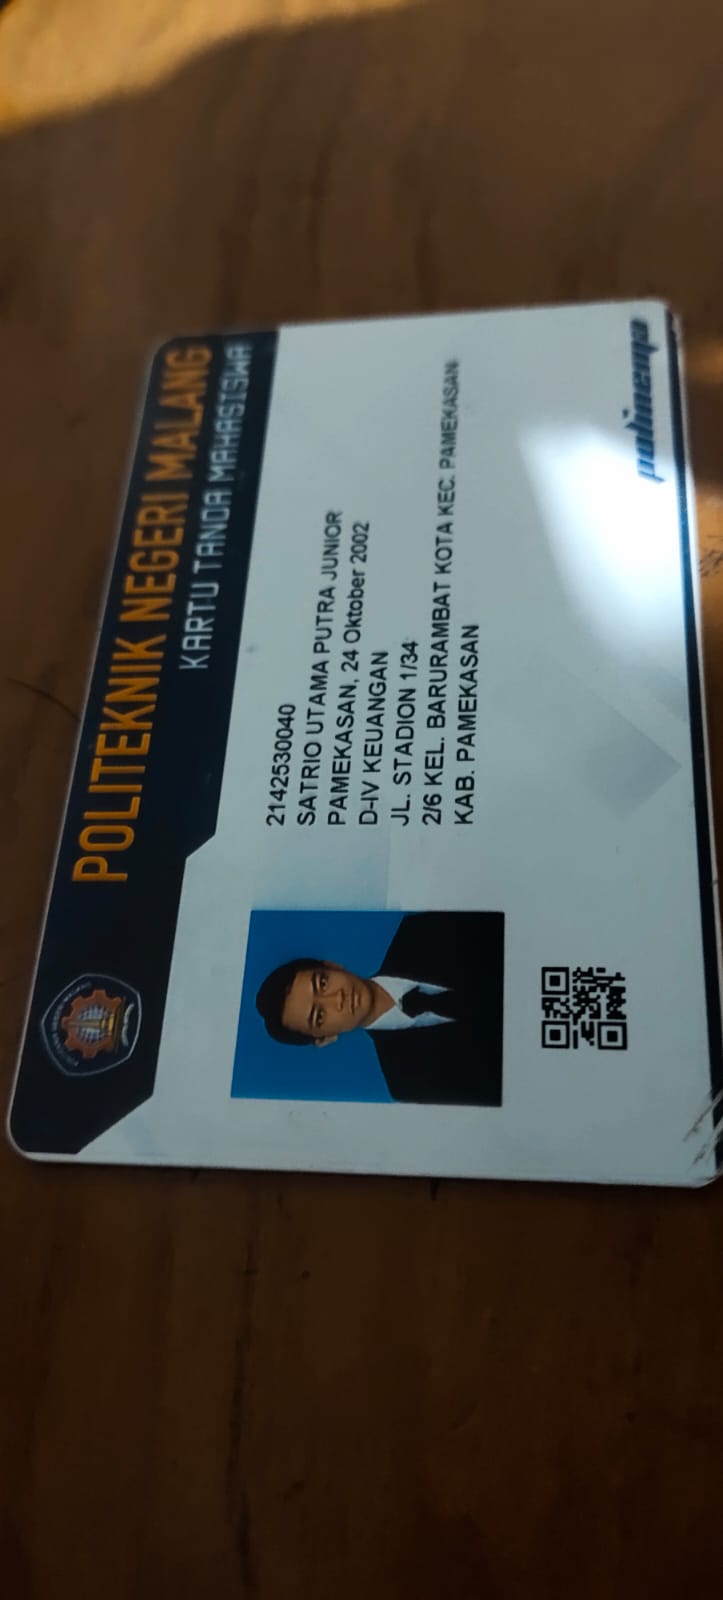 POLITEKNIK NEGERI MALANG
KARTU TANDA MAHASISWA
2142530040
SATRIO UTAMA PUTRA JUNIOR
PAMEKASAN, 24 Oktober 2002
D-IV KEUANGAN
JL. STADION 1/34
2/6 KEL. BARURAMBAT KOTA KEC. PAMEKASAN
KAB. PAMEKASAN
polinema